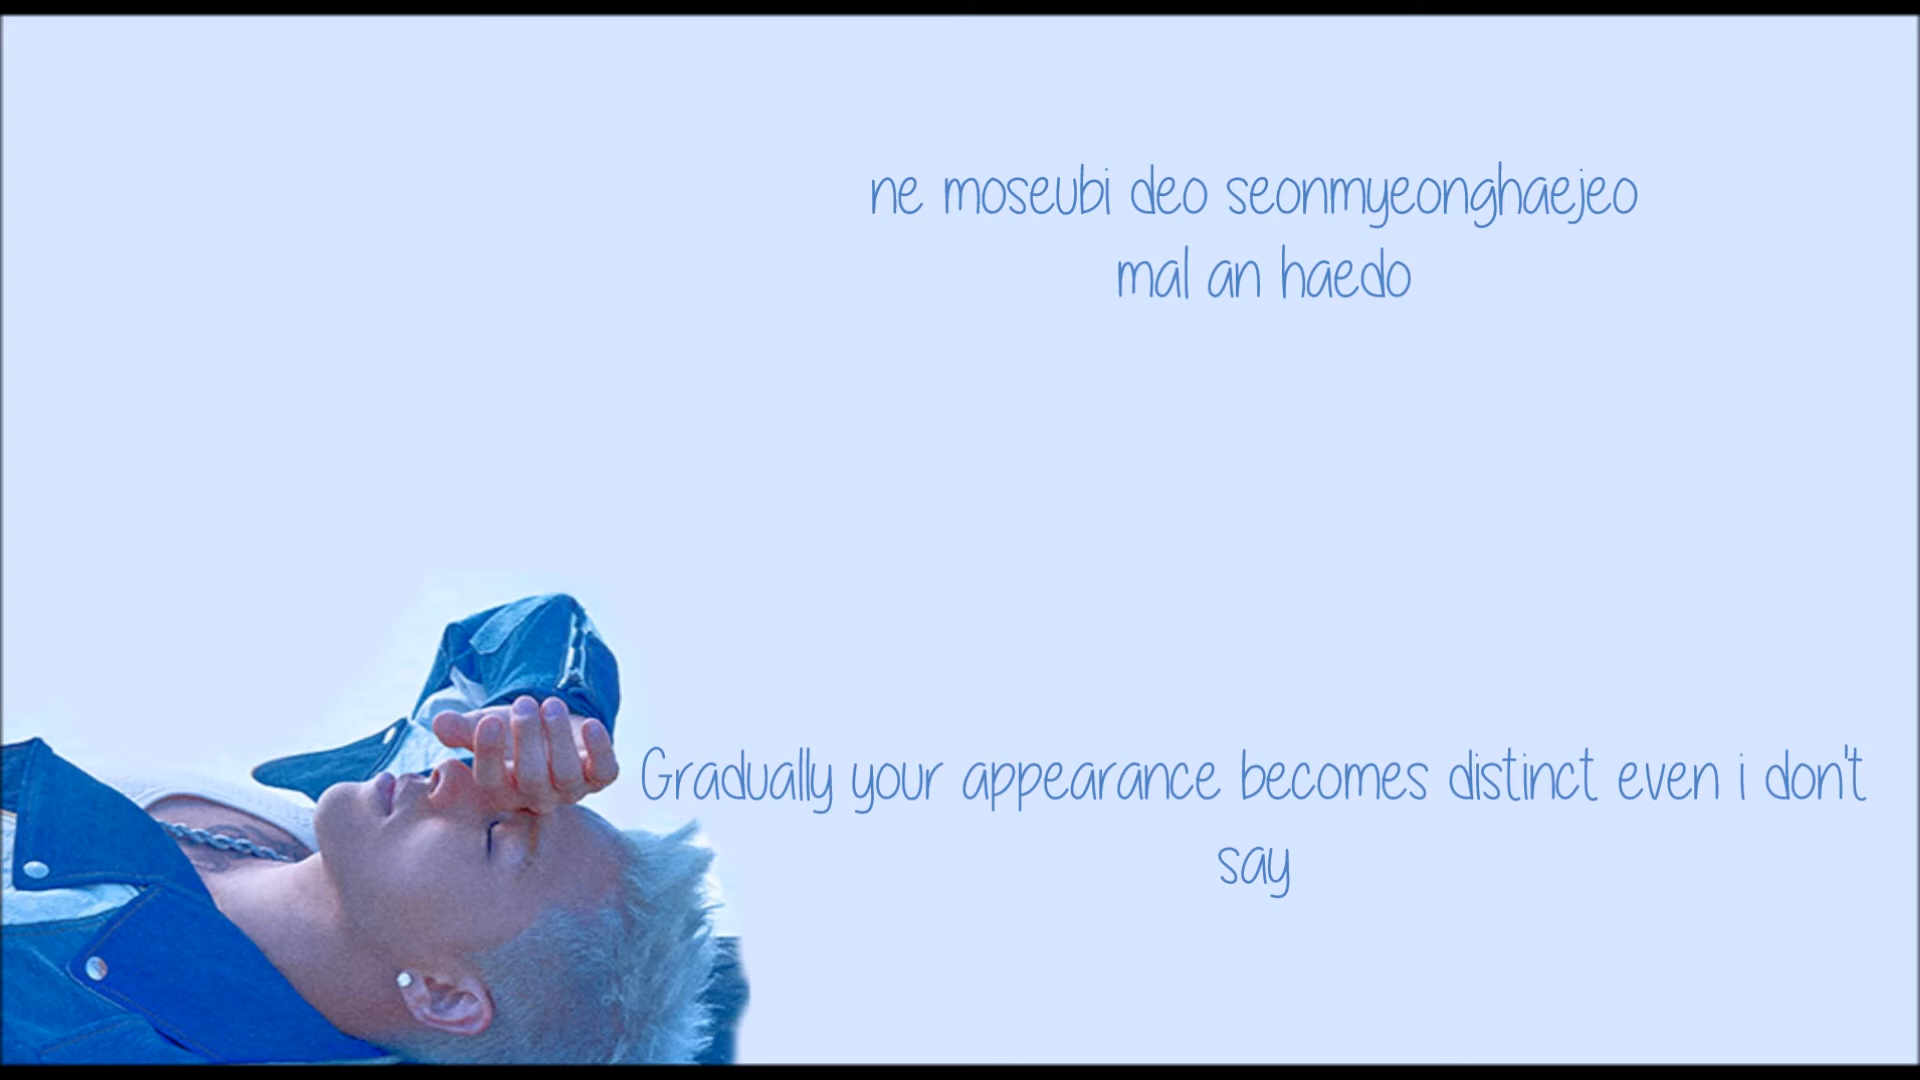 ne moseubi deo seonmyeonghaejeo
mal an haedo
Gradually your appearance becomes distinct even i don't
say